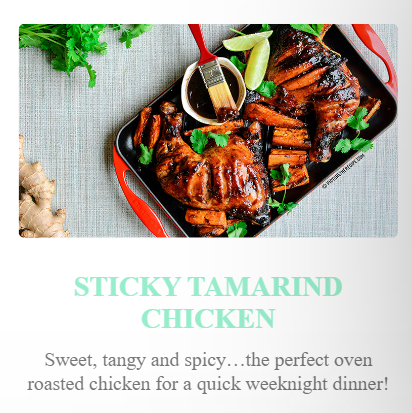 STICKY TAMARIND
CHICKEN
Sweet, tangy and spicy…the perfect oven
roasted chicken for a quick weeknight dinner!